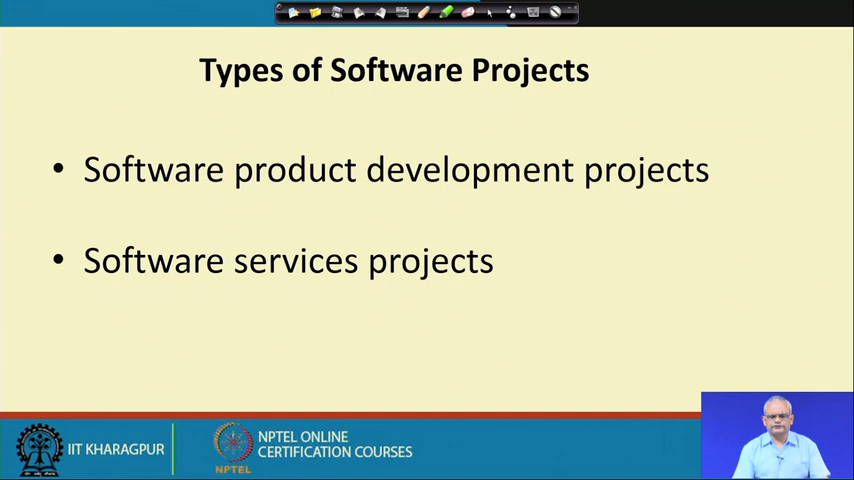 Types of Software Projects
• Software product development projects
• Software services projects
IIT KHARAGPUR
NPTEL
NPTEL ONLINE
CERTIFICATION COURSES